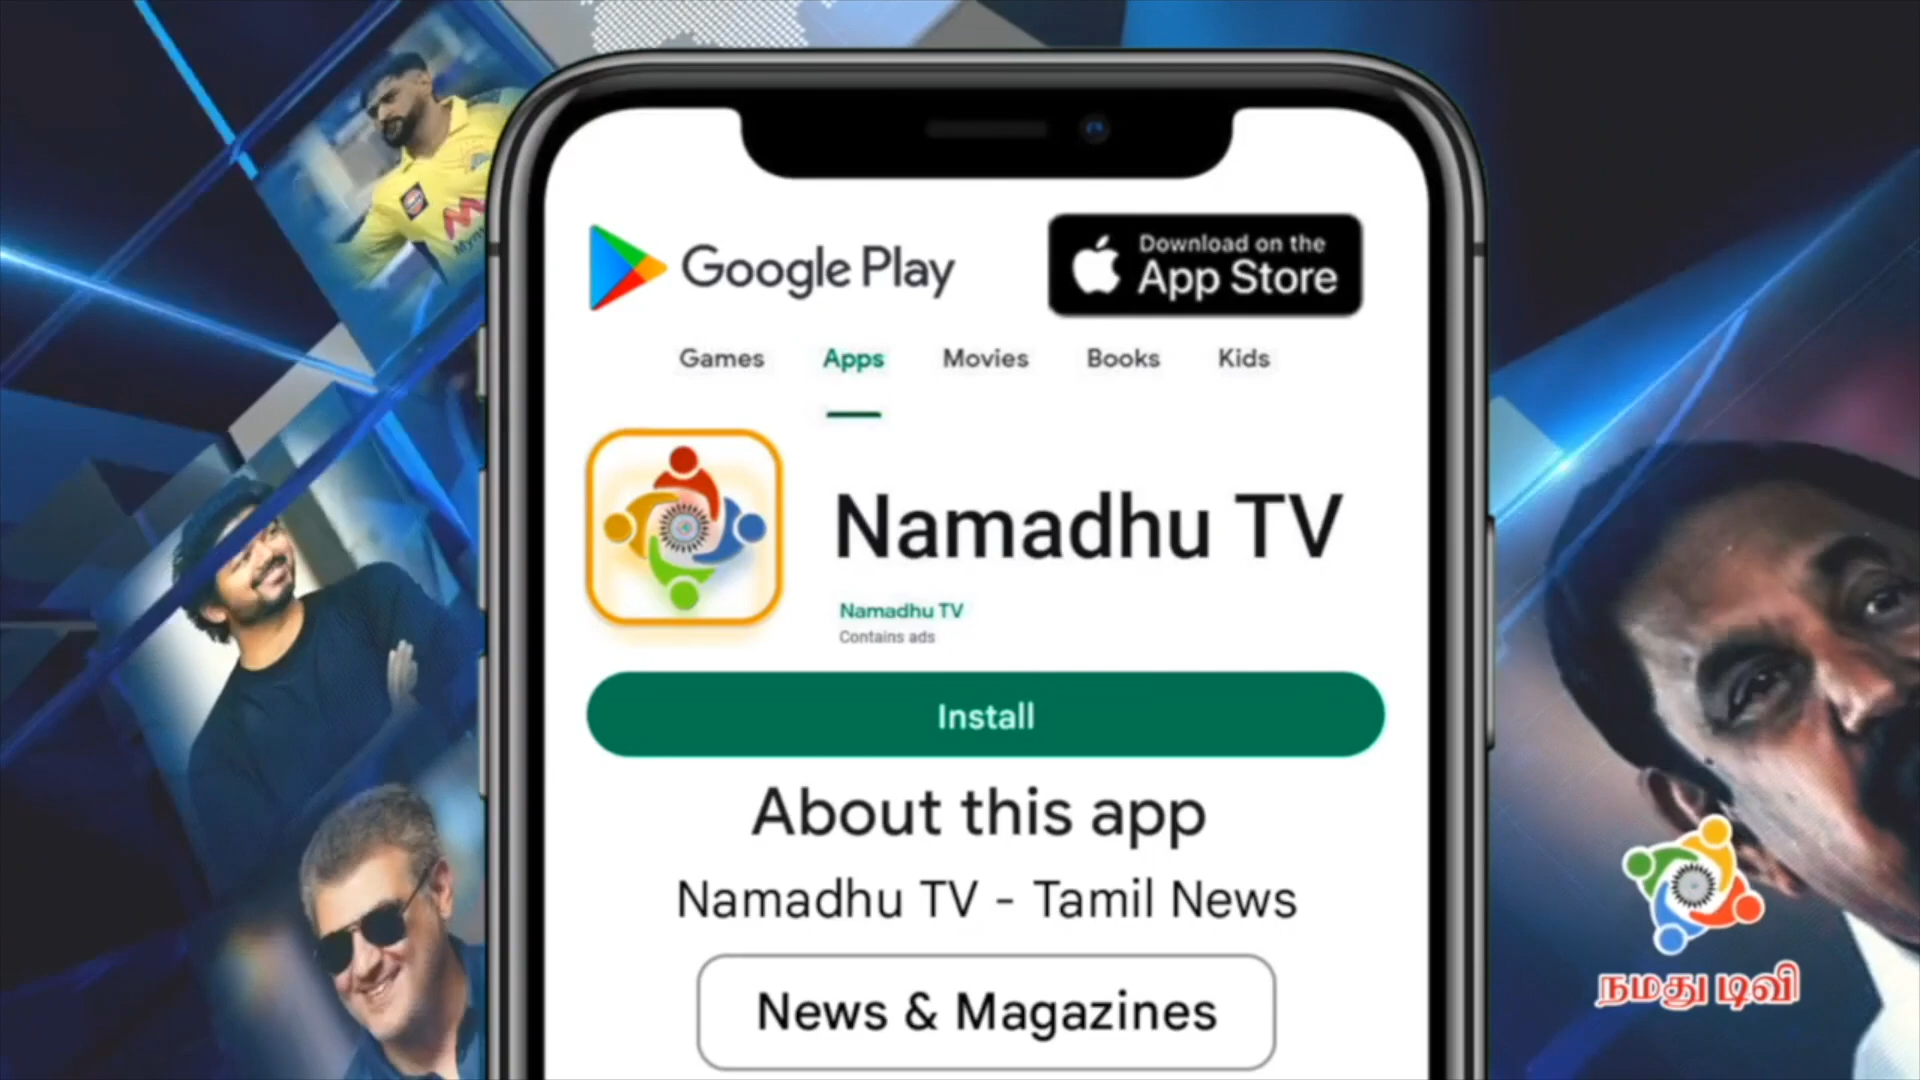 Google Play
Download on the
App Store
Games Apps Movies Books Kids
Namadhu TV
Namadhu TV
Contains ads
Install
About this app
Namadhu TV - Tamil News
News & Magazines
நமது டிவி